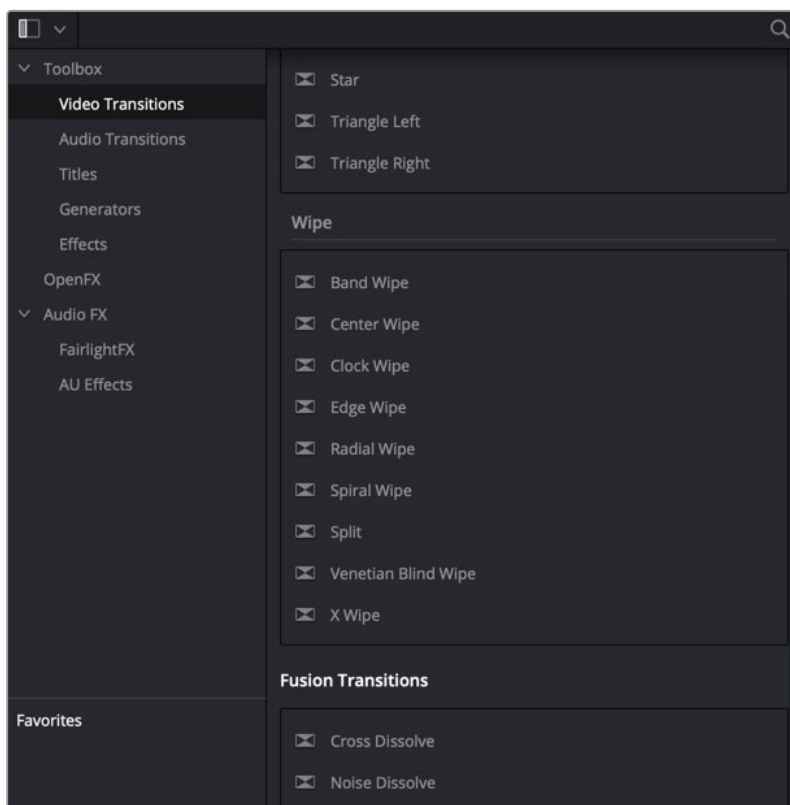 Toolbox
Video Transitions
Audio Transitions
Titles
Generators
Effects
OpenFX
Audio FX
FairlightFX
AU Effects
Favorites
Star
Triangle Left
Triangle Right
Wipe
Band Wipe
Center Wipe
Clock Wipe
Edge Wipe
Radial Wipe
Spiral Wipe
Split
Venetian Blind Wipe
X Wipe
Fusion Transitions
Cross Dissolve
Noise Dissolve